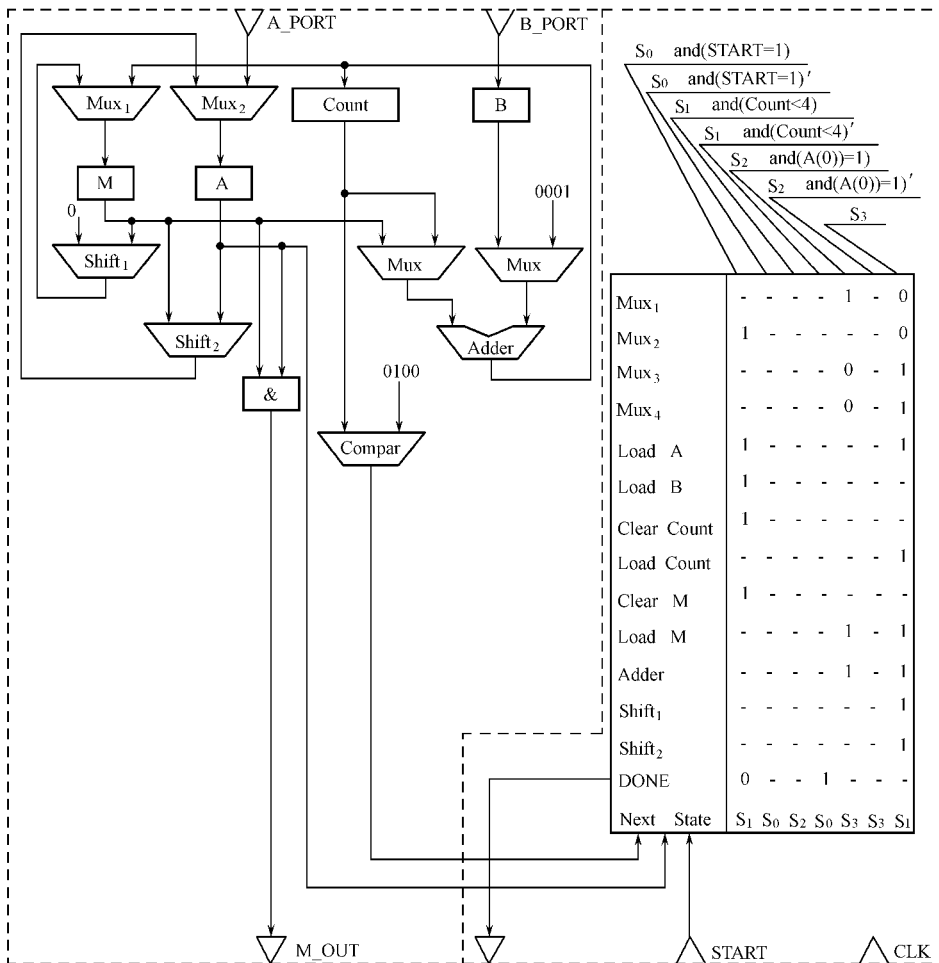 A_PORT
B_PORT
S0 and(START=1)
S0 and(START=1)′
S1 and(Count<4)
S1 and(Count<4)′
S2 and(A(0))=1)
S2 and(A(0))=1)′
S3
Mux1
Mux2
Count
B
M
A
0
0001
Shift1
Mux
Mux
Shift2
Adder
&
0100
Compar
Mux1 - - - - 1 - 0
Mux2 1 - - - - - 0
Mux3 - - - - 0 - 1
Mux4 - - - - 0 - 1
Load A 1 - - - - - 1
Load B 1 - - - - - -
Clear Count 1 - - - - - -
Load Count - - - - - - 1
Clear M 1 - - - - - -
Load M - - - - 1 - 1
Adder - - - - 1 - 1
Shift1 - - - - - - 1
Shift2 - - - - - - 1
DONE 0 - - 1 - - -
Next State S1 S0 S2 S0 S3 S3 S1
M_OUT
START
CLK